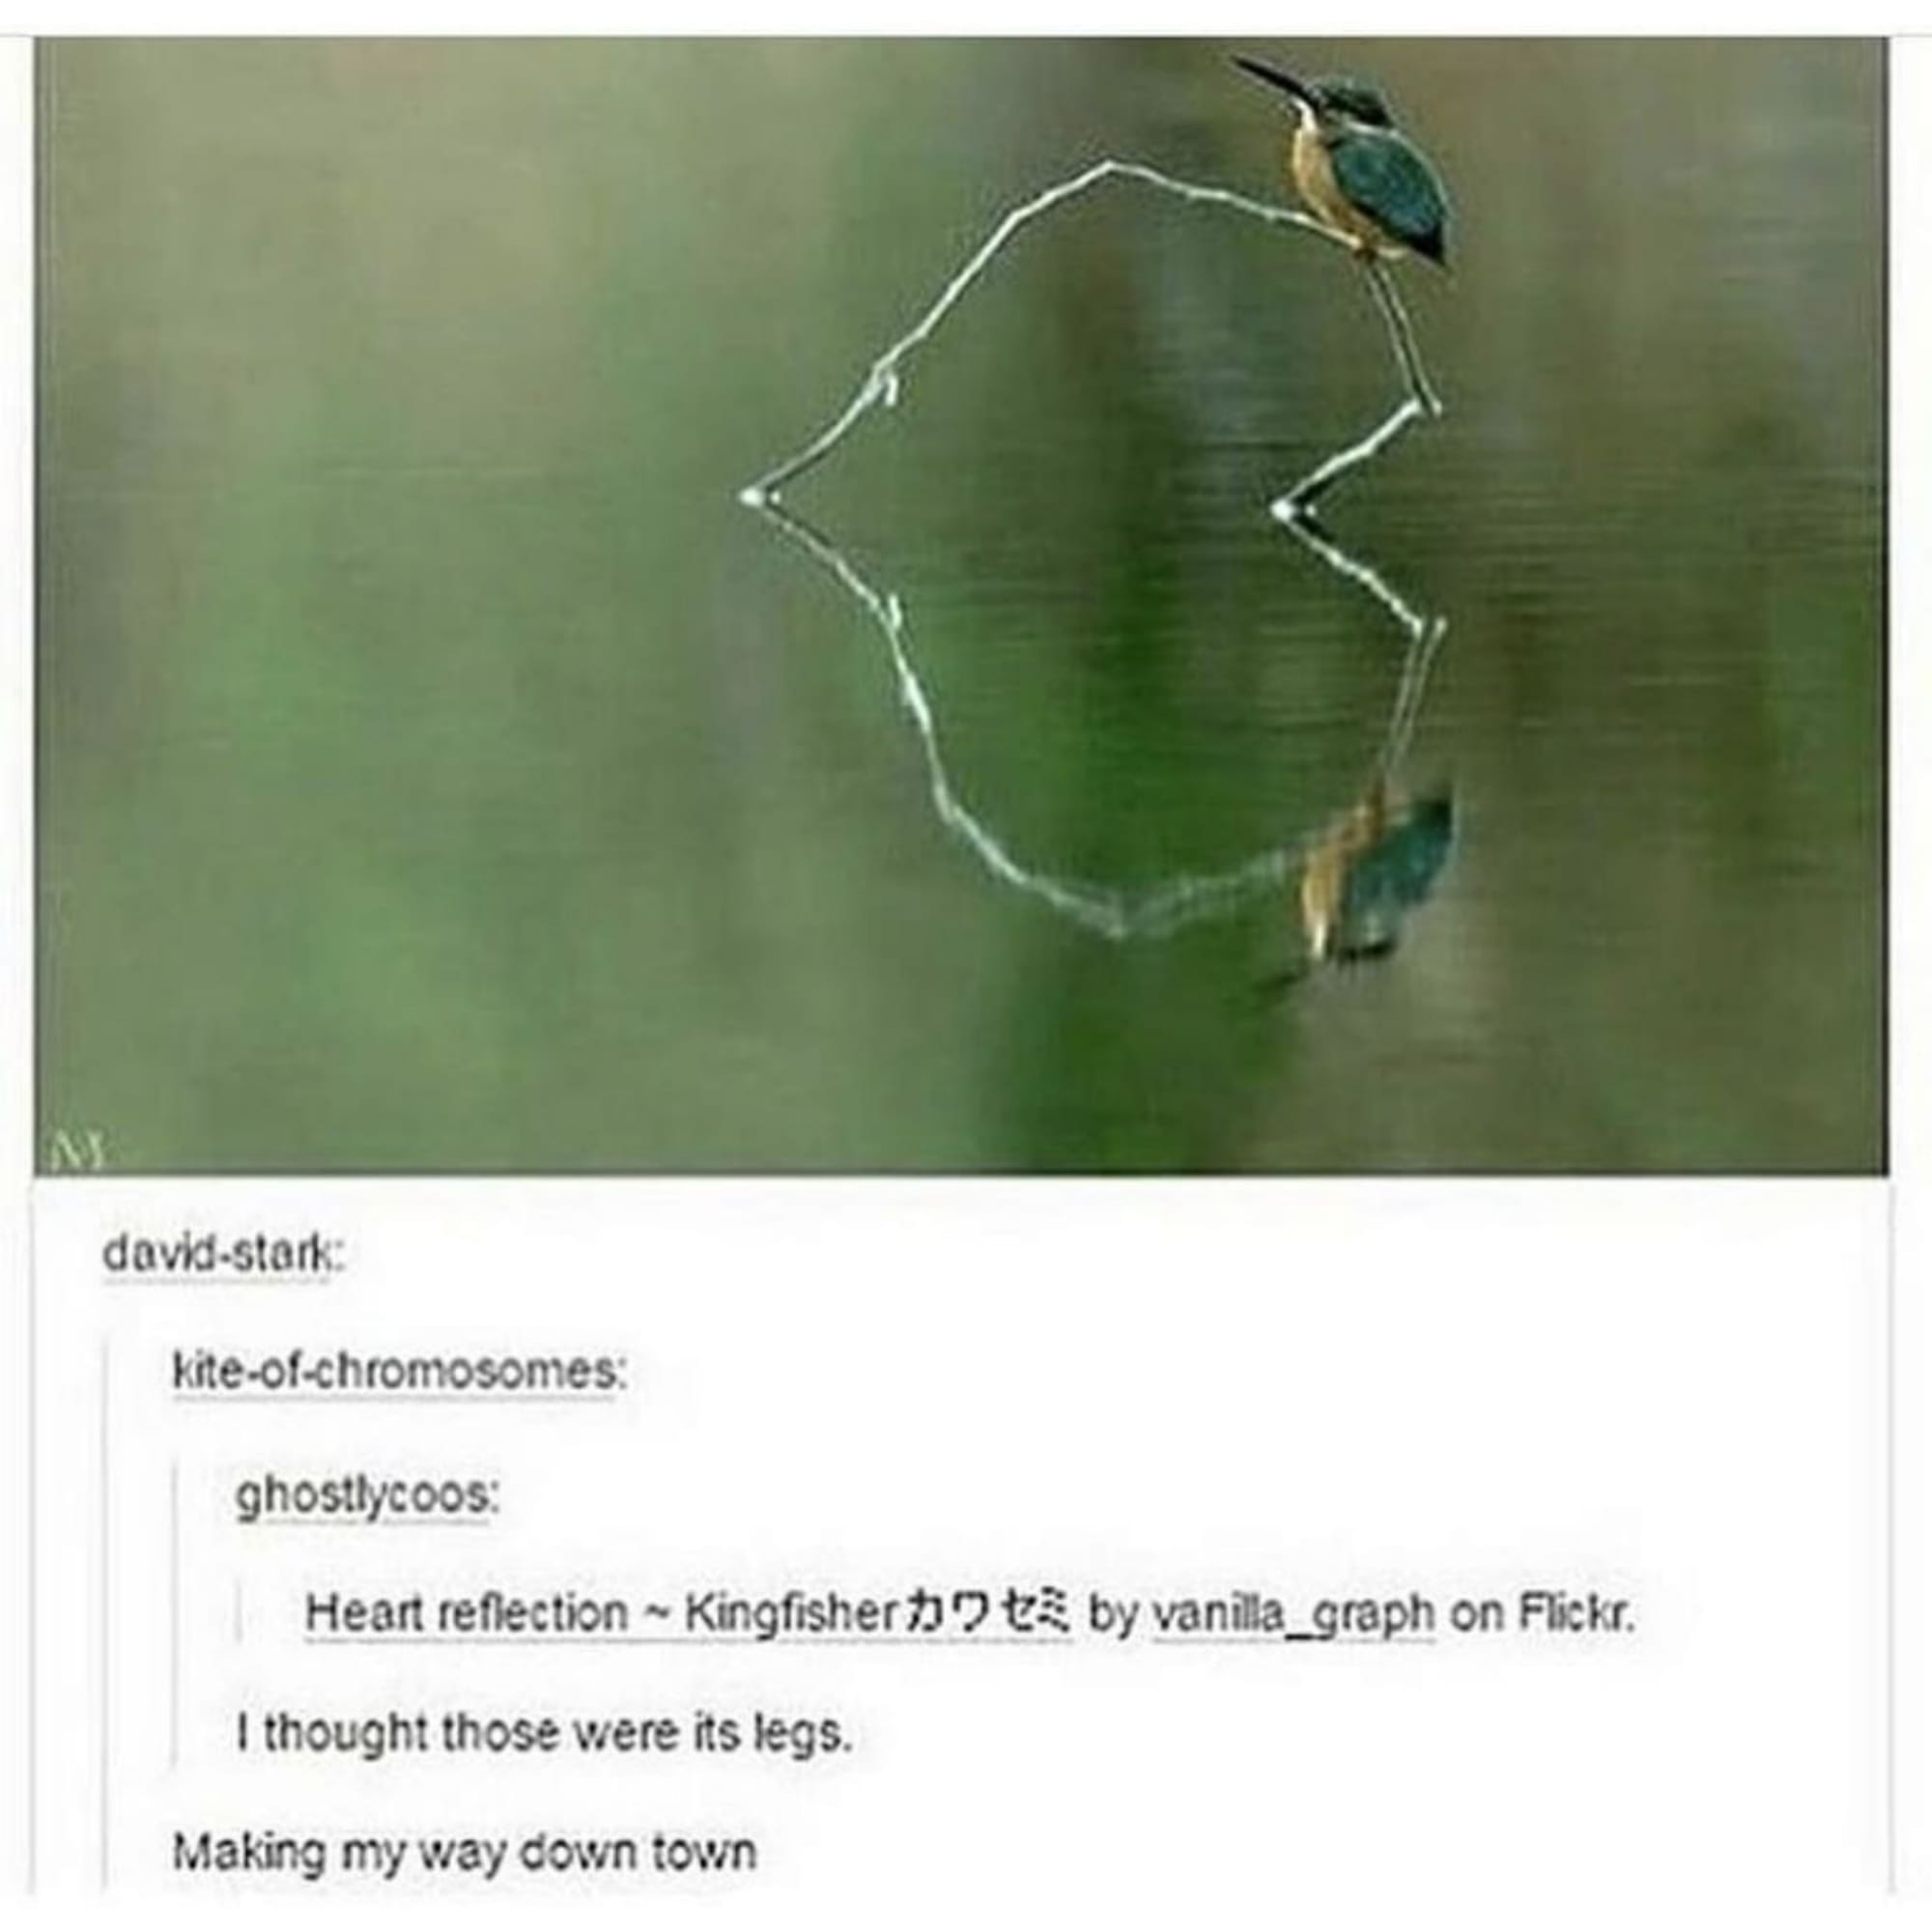 david-stark:
kite-of-chromosomes:
ghostlycoos:
Heart reflection ~ Kingfisherカワセミ by vanilla_graph on Flickr.
I thought those were its legs.
Making my way down town